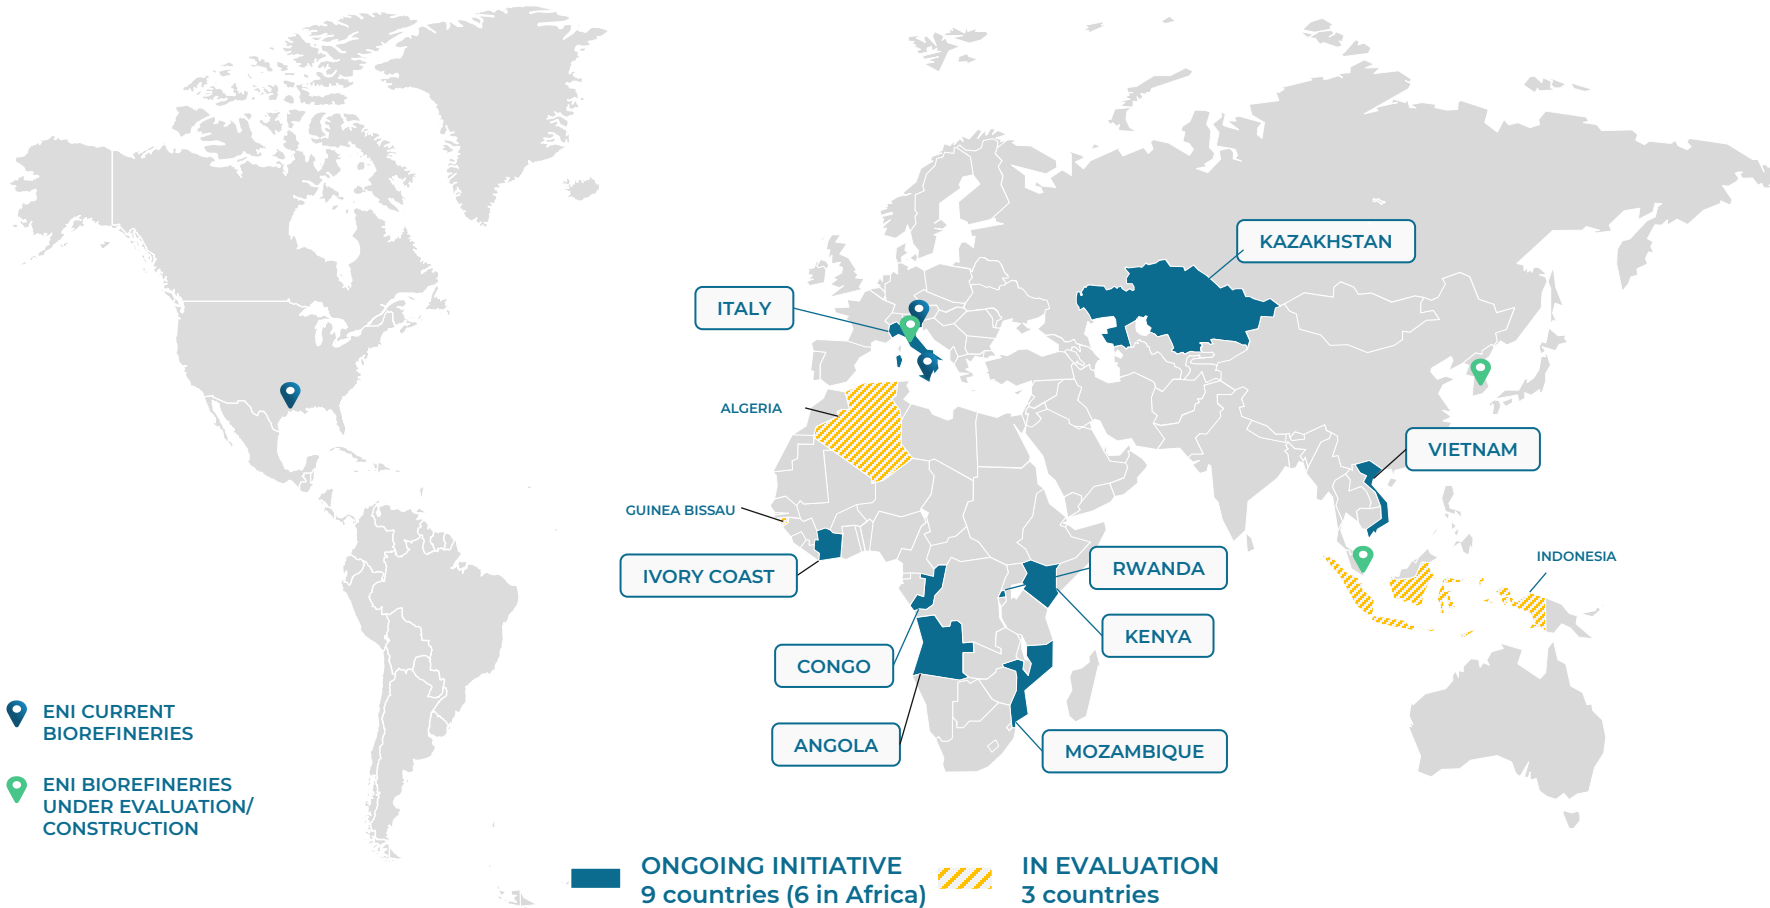 KAZAKHSTAN
ITALY
ALGERIA
VIETNAM
GUINEA BISSAU
INDONESIA
IVORY COAST
RWANDA
KENYA
CONGO
ANGOLA
MOZAMBIQUE
ENI CURRENT
BIOREFINERIES
ENI BIOREFINERIES
UNDER EVALUATION/
CONSTRUCTION
ONGOING INITIATIVE
9 countries (6 in Africa)
IN EVALUATION
3 countries